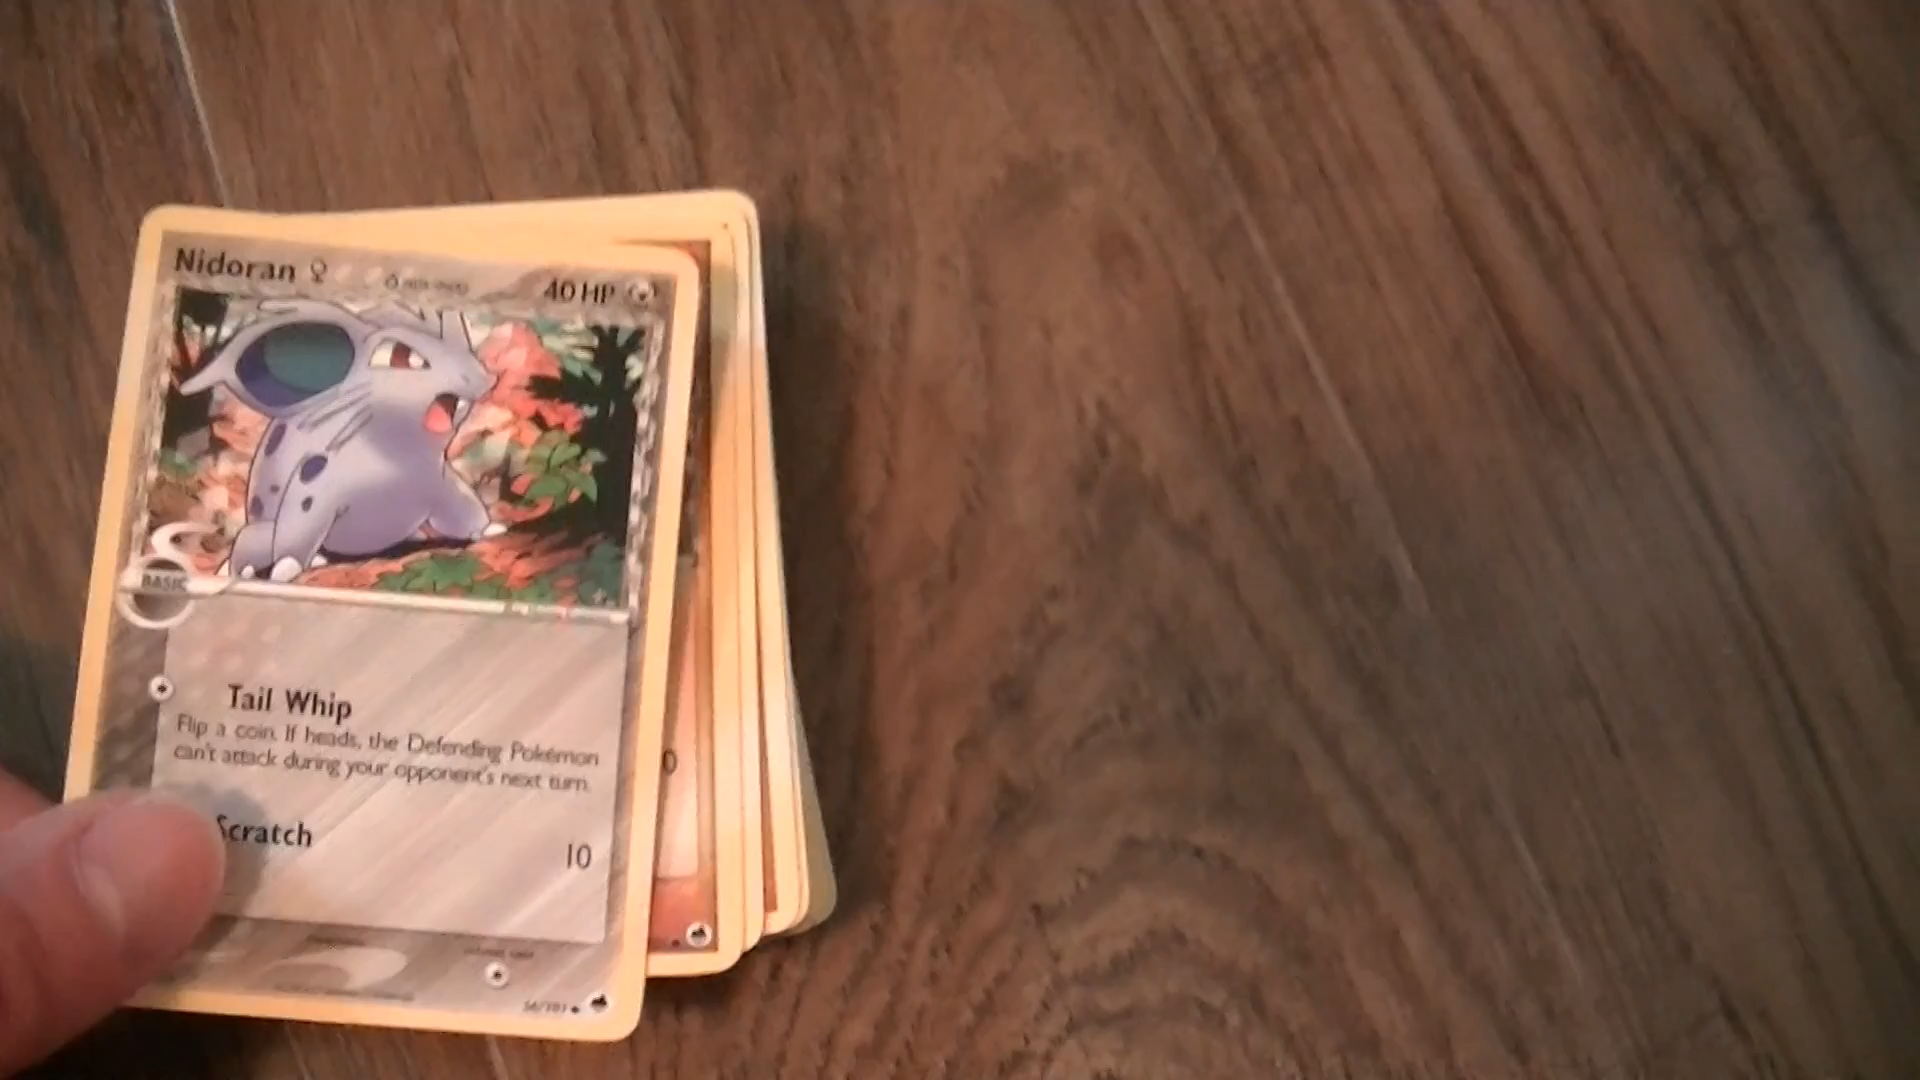 Nidoran ♀ 40 HP
BASIC
Tail Whip
Flip a coin. If heads, the Defending Pokémon
can't attack during your opponent's next turn.
0
Scratch
10